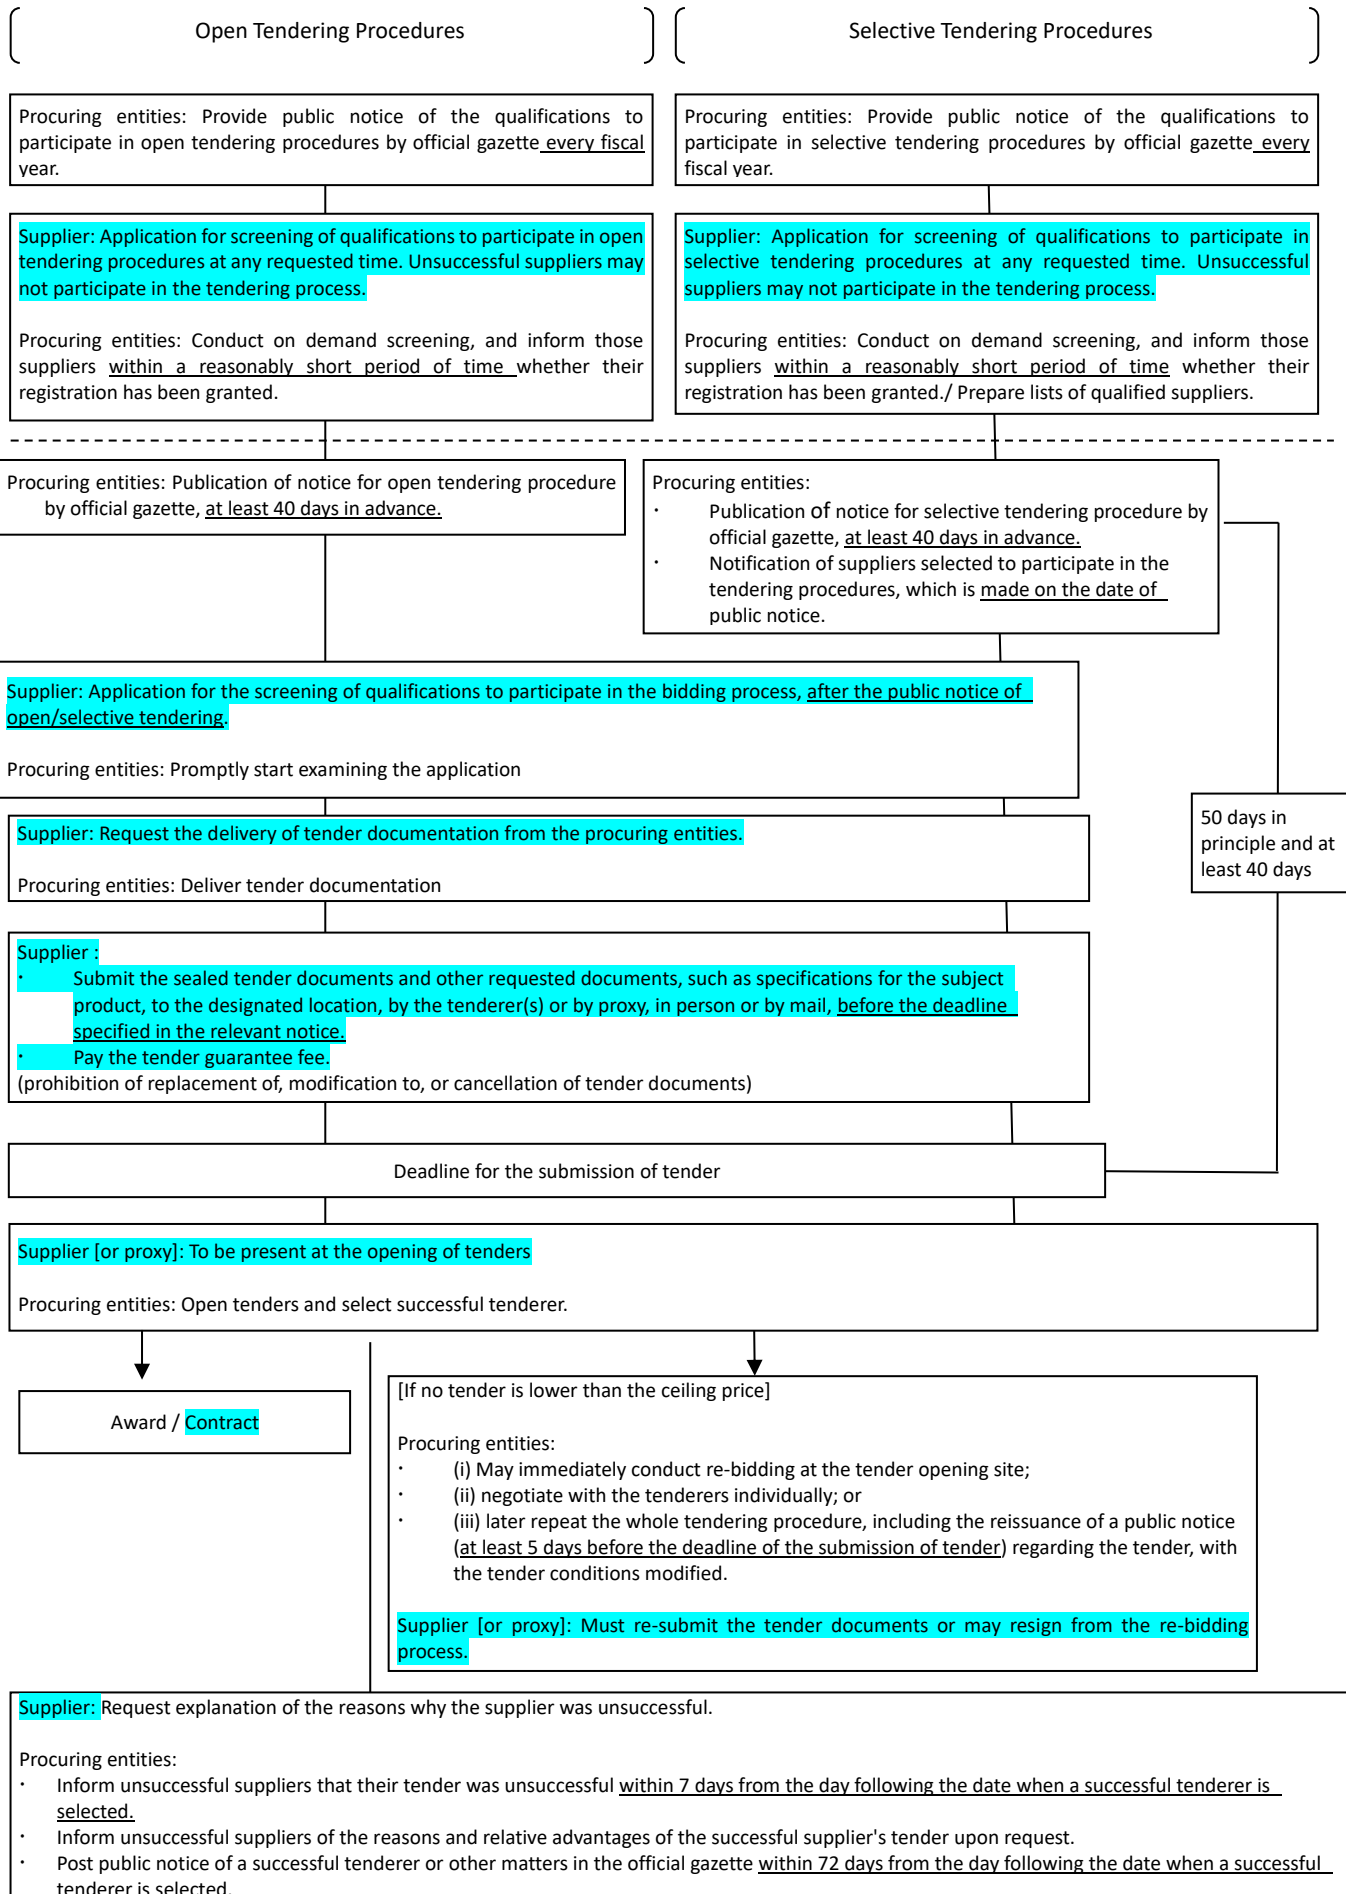 Open Tendering Procedures
Selective Tendering Procedures
Procuring entities: Provide public notice of the qualifications to
participate in open tendering procedures by official gazette every fiscal
year.
Procuring entities: Provide public notice of the qualifications to
participate in selective tendering procedures by official gazette every
fiscal year.
Supplier: Application for screening of qualifications to participate in open
tendering procedures at any requested time. Unsuccessful suppliers may
not participate in the tendering process.
Procuring entities: Conduct on demand screening, and inform those
suppliers within a reasonably short period of time whether their
registration has been granted.
Supplier: Application for screening of qualifications to participate in
selective tendering procedures at any requested time. Unsuccessful
suppliers may not participate in the tendering process.
Procuring entities: Conduct on demand screening, and inform those
suppliers within a reasonably short period of time whether their
registration has been granted./ Prepare lists of qualified suppliers.
Procuring entities: Publication of notice for open tendering procedure
by official gazette, at least 40 days in advance.
Procuring entities:
・ Publication of notice for selective tendering procedure by
official gazette, at least 40 days in advance.
・ Notification of suppliers selected to participate in the
tendering procedures, which is made on the date of
public notice.
Supplier: Application for the screening of qualifications to participate in the bidding process, after the public notice of
open/selective tendering.
Procuring entities: Promptly start examining the application
50 days in
principle and at
least 40 days
Supplier: Request the delivery of tender documentation from the procuring entities.
Procuring entities: Deliver tender documentation
Supplier :
・ Submit the sealed tender documents and other requested documents, such as specifications for the subject
product, to the designated location, by the tenderer(s) or by proxy, in person or by mail, before the deadline
specified in the relevant notice.
・ Pay the tender guarantee fee.
(prohibition of replacement of, modification to, or cancellation of tender documents)
Deadline for the submission of tender
Supplier [or proxy]: To be present at the opening of tenders
Procuring entities: Open tenders and select successful tenderer.
Award / Contract
[If no tender is lower than the ceiling price]
Procuring entities:
・ (i) May immediately conduct re-bidding at the tender opening site;
・ (ii) negotiate with the tenderers individually; or
・ (iii) later repeat the whole tendering procedure, including the reissuance of a public notice
(at least 5 days before the deadline of the submission of tender) regarding the tender, with
the tender conditions modified.
Supplier [or proxy]: Must re-submit the tender documents or may resign from the re-bidding
process.
Supplier: Request explanation of the reasons why the supplier was unsuccessful.
Procuring entities:
・ Inform unsuccessful suppliers that their tender was unsuccessful within 7 days from the day following the date when a successful tenderer is
selected.
・ Inform unsuccessful suppliers of the reasons and relative advantages of the successful supplier's tender upon request.
・ Post public notice of a successful tenderer or other matters in the official gazette within 72 days from the day following the date when a successful
tenderer is selected.